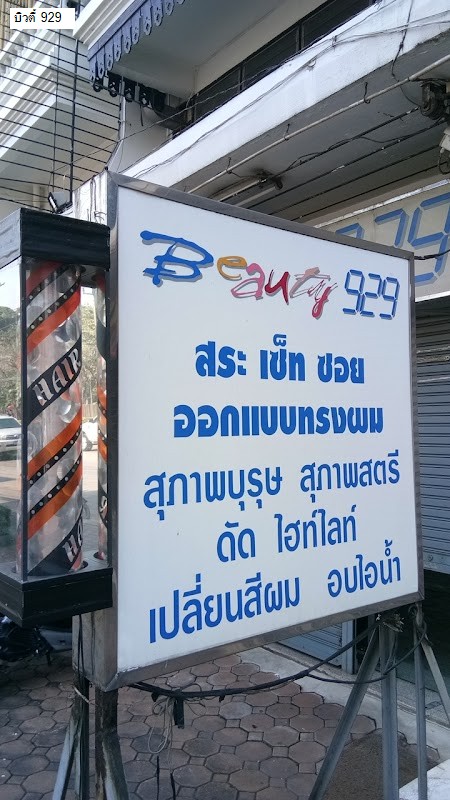 บิวตี้ 929
Beauty 929
สระ เซ็ท ซอย
ออกแบบทรงผม
สุภาพบุรุษ สุภาพสตรี
ดัด ไฮท์ไลท์
เปลี่ยนสีผม อบไอน้ำ
HAIR
929